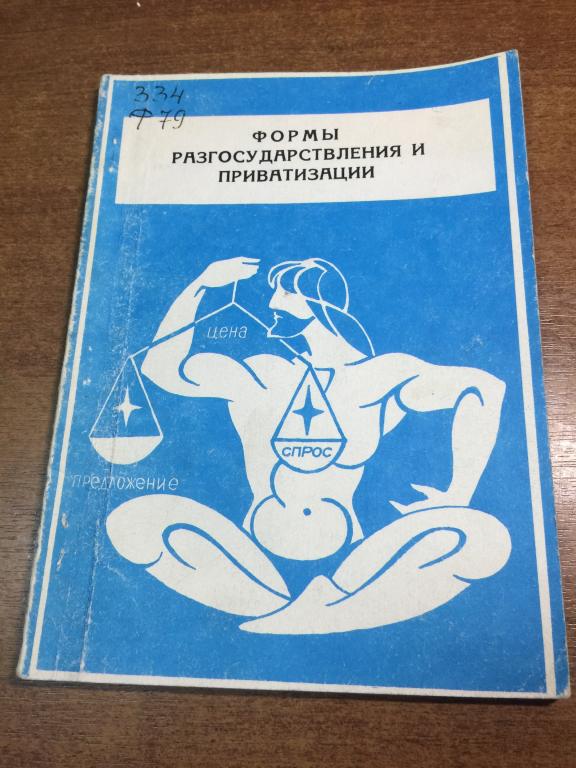 334
Ф79
ФОРМЫ
РАЗГОСУДАРСТВЛЕНИЯ И
ПРИВАТИЗАЦИИ
цена
СПРОС
предложение